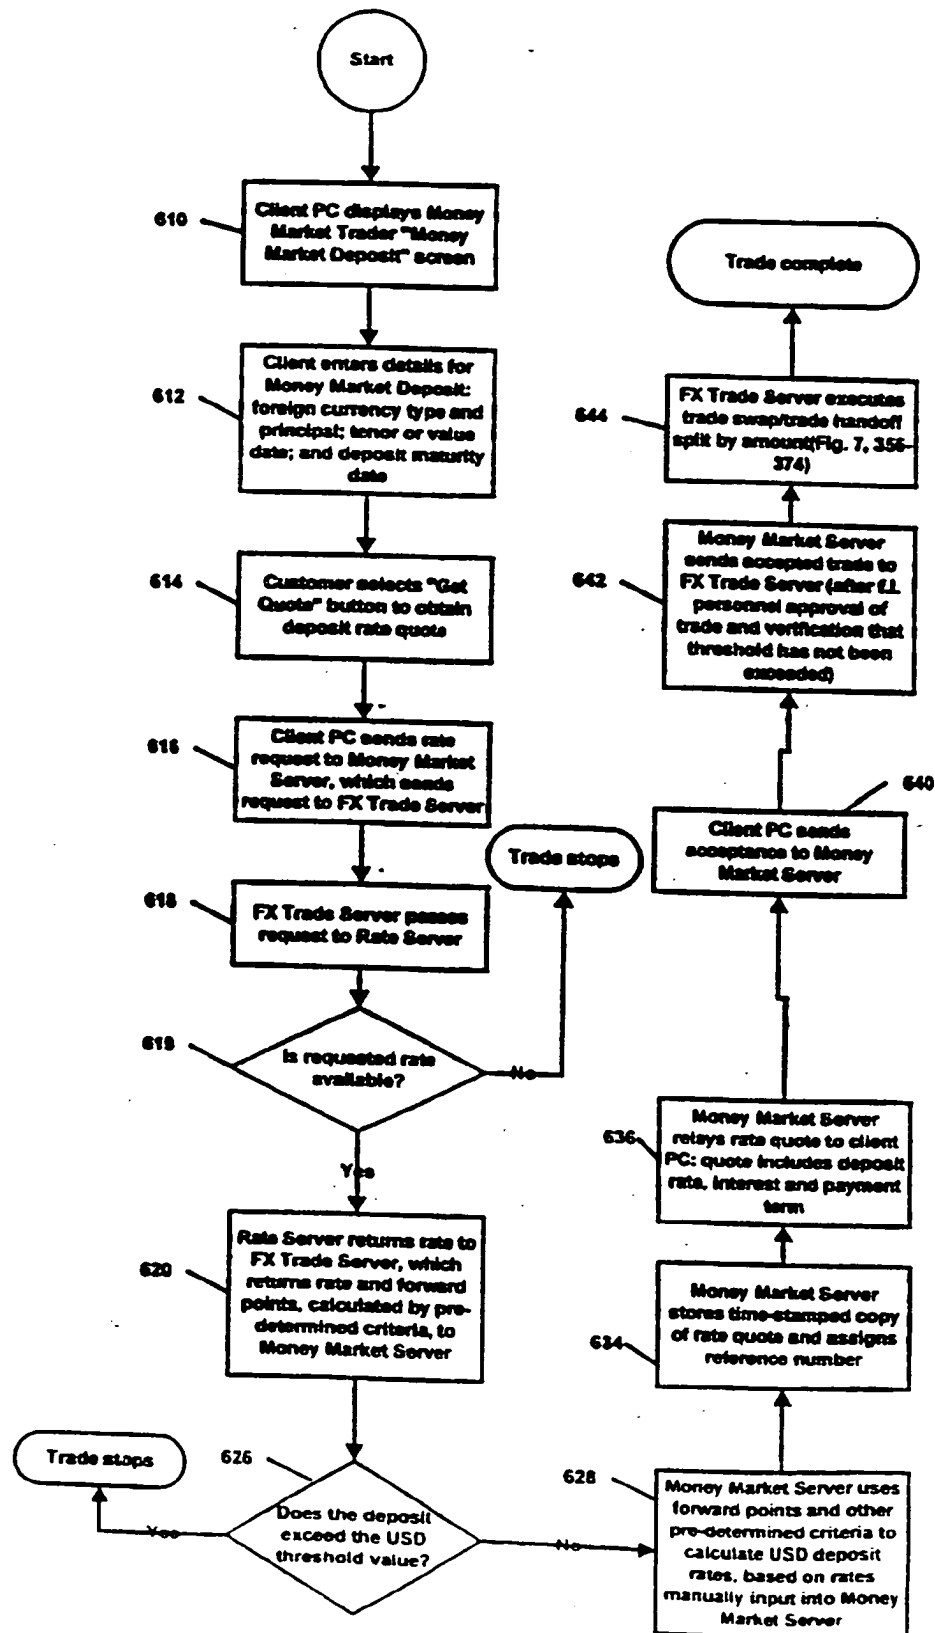 Start
610
Client PC displays Money
Market Trader "Money
Market Deposit" screen
612
Client enters details for
Money Market Deposit:
foreign currency type and
principal; tenor or value
date; and deposit maturity
date
614
Customer selects "Get
Quote" button to obtain
deposit rate quote
616
Client PC sends rate
request to Money Market
Server, which sends
request to FX Trade Server
618
FX Trade Server passes
request to Rate Server
619
Is requested rate
available?
No
Trade stops
Yes
620
Rate Server returns rate to
FX Trade Server, which
returns rate and forward
points, calculated by pre-
determined criteria, to
Money Market Server
626
Does the deposit
exceed the USD
threshold value?
Yes
Trade stops
No
628
Money Market Server uses
forward points and other
pre-determined criteria to
calculate USD deposit
rates, based on rates
manually input into Money
Market Server
634
Money Market Server
stores time-stamped copy
of rate quote and assigns
reference number
636
Money Market Server
relays rate quote to client
PC: quote includes deposit
rate, interest and payment
term
640
Client PC sends
acceptance to Money
Market Server
642
Money Market Server
sends accepted trade to
FX Trade Server (after f.i.
personnel approval of
trade and verification that
threshold has not been
exceeded)
644
FX Trade Server executes
trade swap/trade handoff
split by amount(Fig. 7, 356-
374)
Trade complete